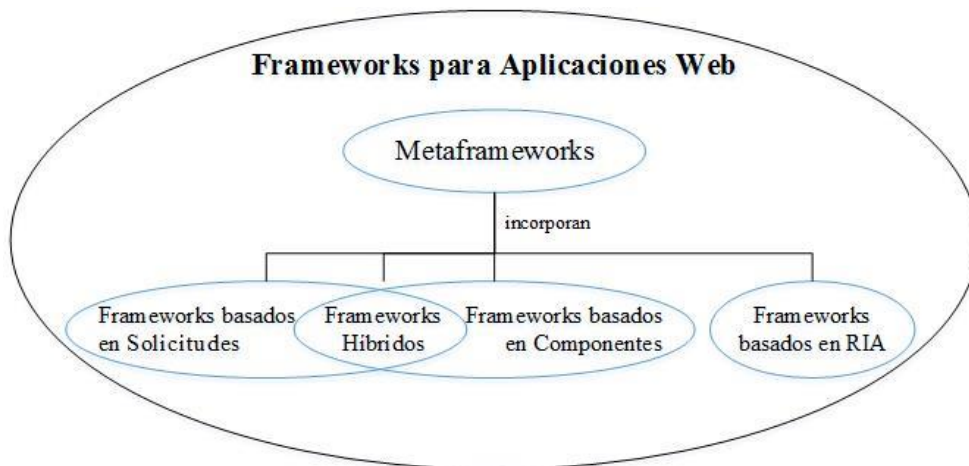 Frameworks para Aplicaciones Web
Metaframeworks
incorporan
Frameworks basados
en Solicitudes
Frameworks
Híbridos
Frameworks basados
en Componentes
Frameworks
basados en RIA